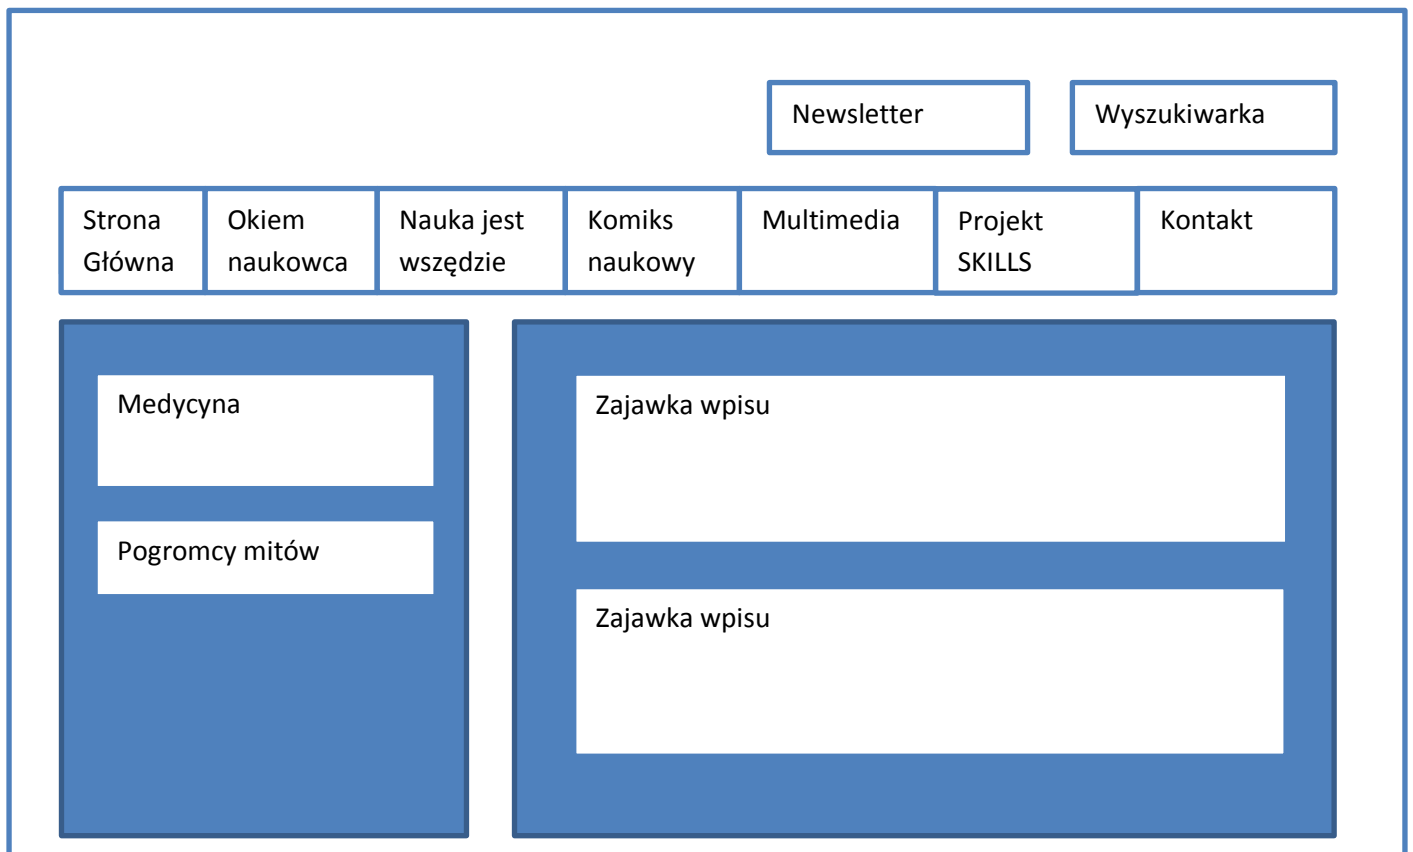 Newsletter
Wyszukiwarka
Strona
Główna
Okiem
naukowca
Nauka jest
wszędzie
Komiks
naukowy
Multimedia
Projekt
SKILLS
Kontakt
Medycyna
Pogromcy mitów
Zajawka wpisu
Zajawka wpisu